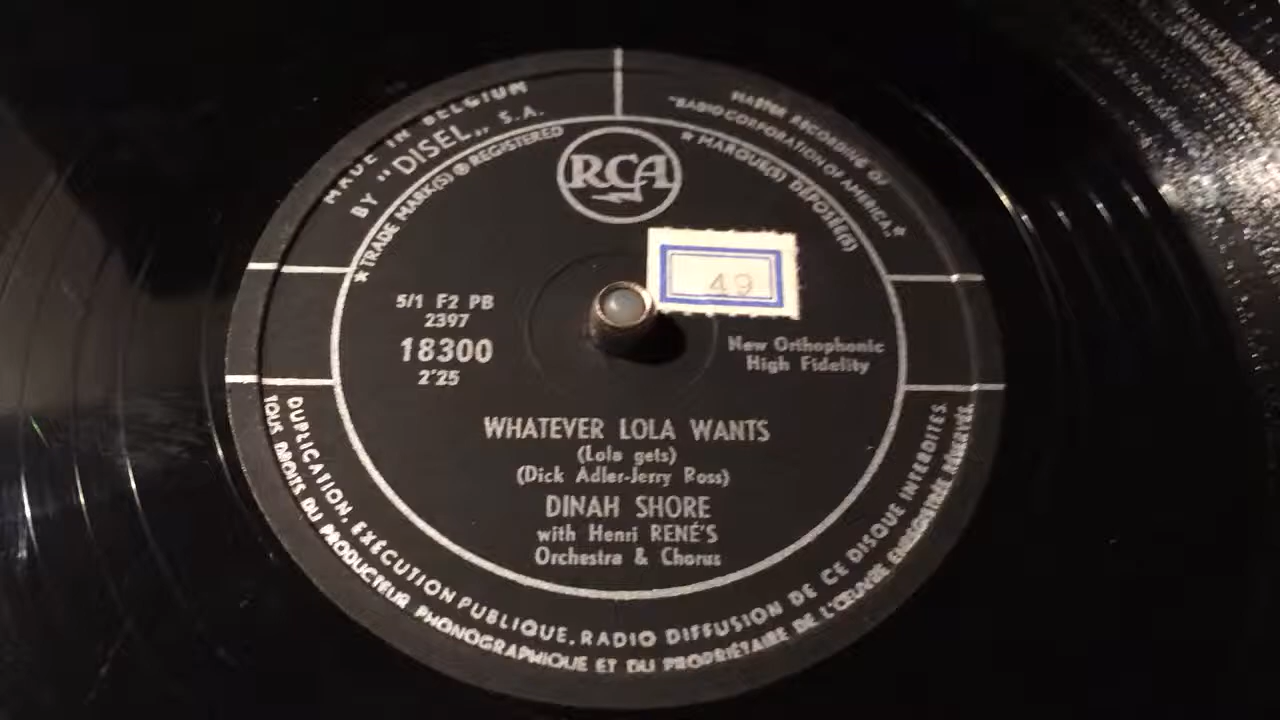 MADE IN BELGIUM
BY "DISEL" S.A.
MASTER RECORDING OF
"RADIO CORPORATION OF AMERICA" *
* TRADE MARK(S) ® REGISTERED
* MARQUE(S) DÉPOSÉE(S)
RCA
49
5/1 F2 PB
2397
18300
2'25
New Orthophonic
High Fidelity
WHATEVER LOLA WANTS
(Lola gets)
(Dick Adler-Jerry Ross)
DINAH SHORE
with Henri RENÉ'S
Orchestra & Chorus
DUPLICATION, EXÉCUTION PUBLIQUE, RADIO DIFFUSION DE CE DISQUE INTERDITES.
TOUS DROITS DU PRODUCTEUR PHONOGRAPHIQUE ET DU PROPRIÉTAIRE DE L'ŒUVRE ENREGISTRÉE RÉSERVÉS.